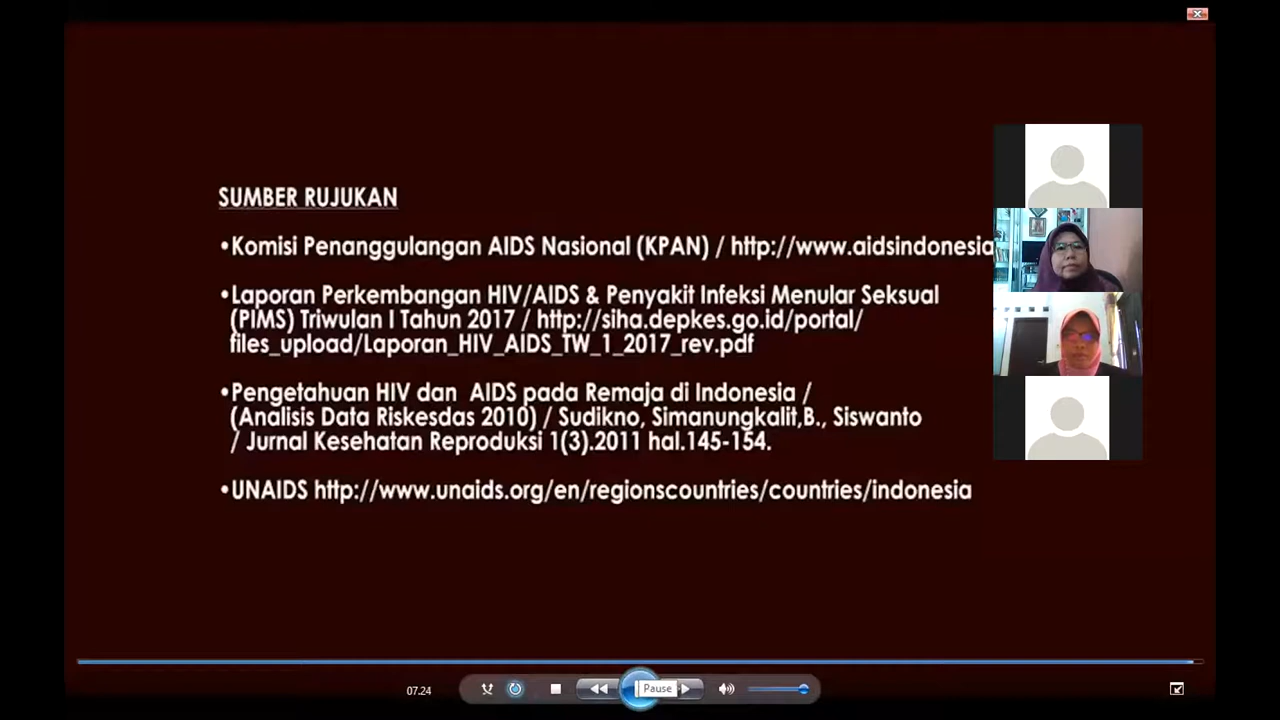 SUMBER RUJUKAN
•Komisi Penanggulangan AIDS Nasional (KPAN) / http://www.aidsindonesia
•Laporan Perkembangan HIV/AIDS & Penyakit Infeksi Menular Seksual
(PIMS) Triwulan I Tahun 2017 / http://siha.depkes.go.id/portal/
files_upload/Laporan_HIV_AIDS_TW_1_2017_rev.pdf
•Pengetahuan HIV dan  AIDS pada Remaja di Indonesia /
(Analisis Data Riskesdas 2010) / Sudikno, Simanungkalit,B., Siswanto
/ Jurnal Kesehatan Reproduksi 1(3).2011 hal.145-154.
•UNAIDS http://www.unaids.org/en/regionscountries/countries/indonesia
07.24
Pause